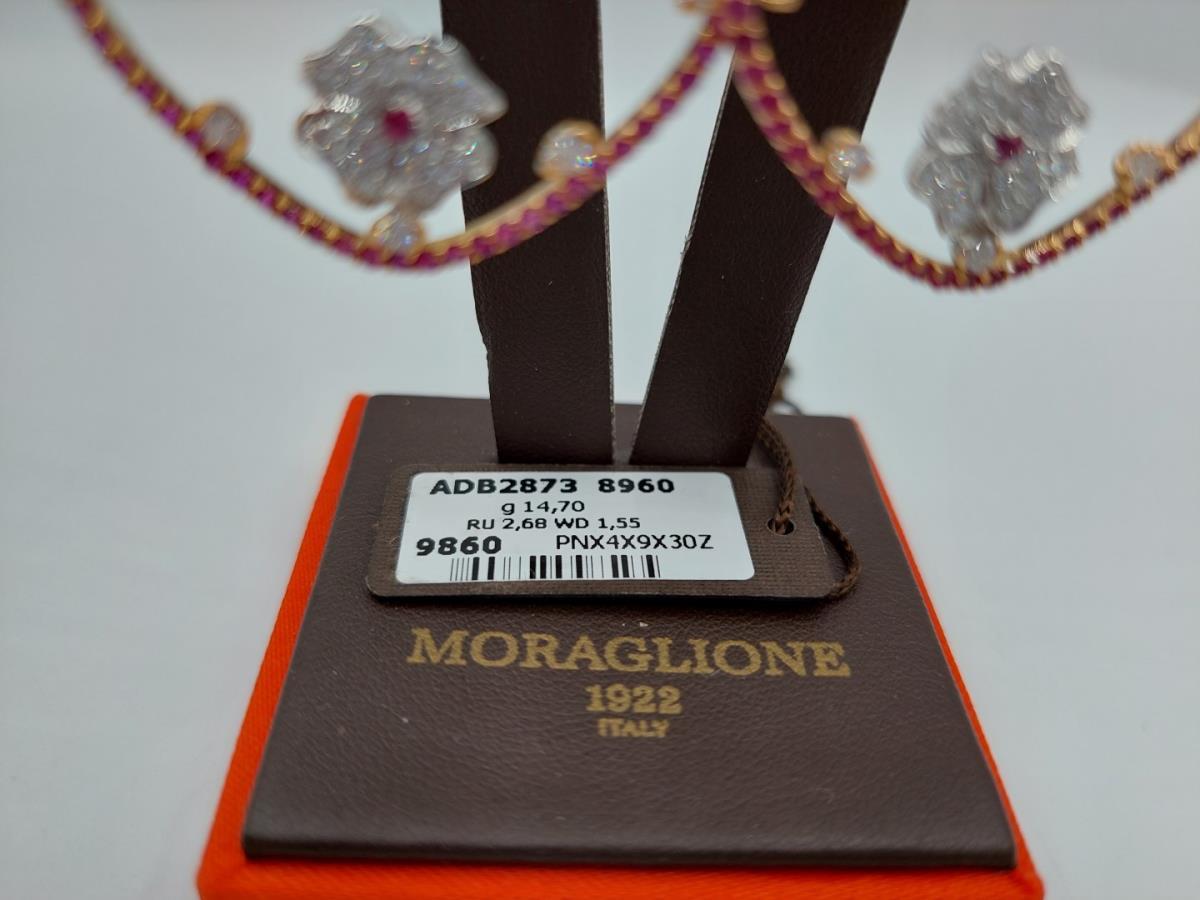 ADB2873 8960
g 14,70
RU 2,68 WD 1,55
9860 PNX4X9X30Z
MORAGLIONE
1922
ITALY